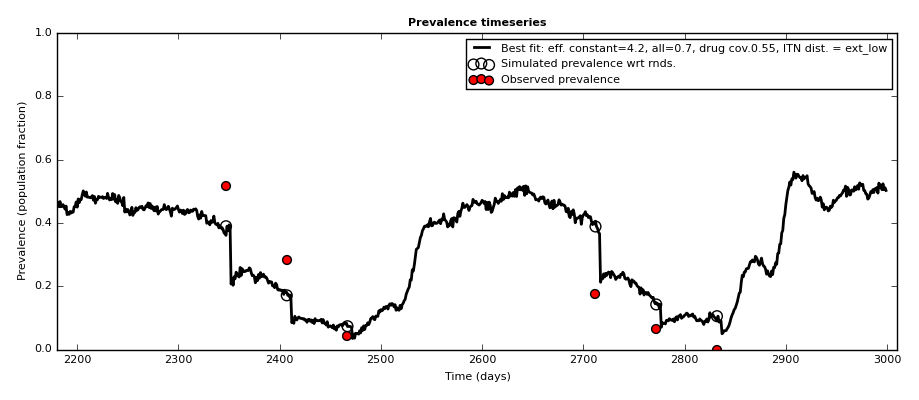 Prevalence timeseries
1.0
0.8
0.6
0.4
0.2
0.0
Prevalence (population fraction)
Best fit: eff. constant=4.2, all=0.7, drug cov.0.55, ITN dist. = ext_low
Simulated prevalence wrt rnds.
Observed prevalence
2200 2300 2400 2500 2600 2700 2800 2900 3000
Time (days)